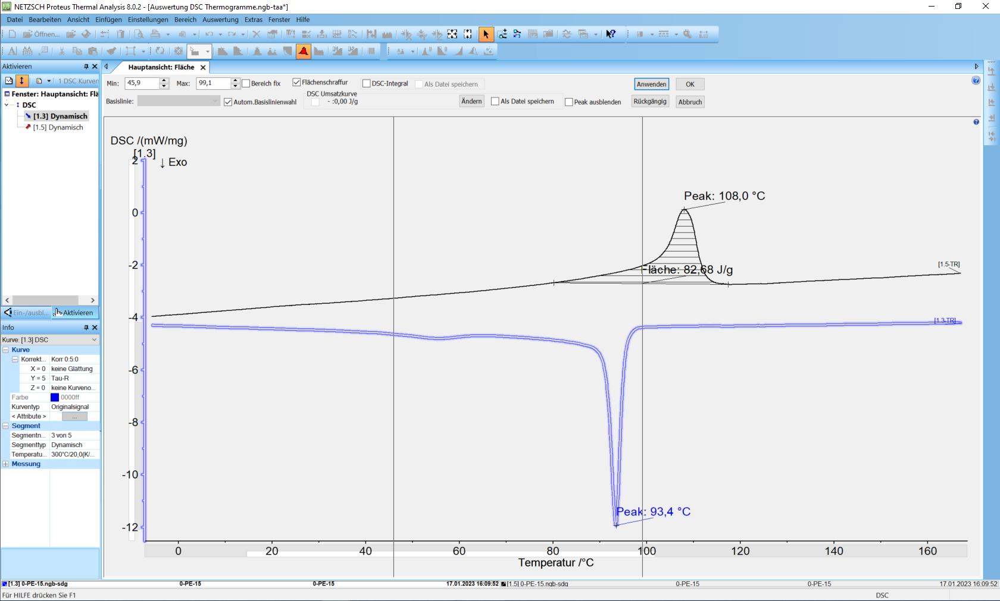 NETZSCH Proteus Thermal Analysis 8.0.2 - [Auswertung DSC Thermogramme.ngb-taa*]
Datei Bearbeiten Ansicht Einfügen Einstellungen Bereich Auswertung Extras Fenster Hilfe
Öffnen...
Aktivieren
Hauptansicht: Fläche
1 DSC Kurven
Fenster: Hauptansicht: Flä
DSC
[1.3] Dynamisch
[1.5] Dynamisch
Min: 45,9 Max: 99,1 Bereich fix Flächenschraffur DSC-Integral Als Datei speichern Anwenden OK
Basislinie: Autom.Basislinienwahl DSC Umsatzkurve - :0,00 J/g Ändern Als Datei speichern Peak ausblenden Rückgängig Abbruch
Ein-/ausbl... Aktivieren
Info
Kurve: [1.3] DSC
Kurve
Korrekt... Korr 0:5:0
X = 0 keine Glättung
Y = 5 Tau-R
Z = 0 keine Kurveno...
Farbe 0000ff
Kurventyp Originalsignal
< Attribute > ...
Segment
Segmentn... 3 von 5
Segmenttyp Dynamisch
Temperatu... 300°C/20,0(K/...
Messung
DSC /(mW/mg)
[1.3]
↓ Exo
2
0
-2
-4
-6
-8
-10
-12
Peak: 108,0 °C
Fläche: 82,68 J/g
[1.5-TR]
[1.3-TR]
Peak: 93,4 °C
0 20 40 60 80 100 120 140 160
Temperatur /°C
[1.3] 0-PE-15.ngb-sdg 0-PE-15 0-PE-15 17.01.2023 16:09:52 [1.5] 0-PE-15.ngb-sdg 0-PE-15 0-PE-15 17.01.2023 16:09:52
Für HILFE drücken Sie F1 DSC